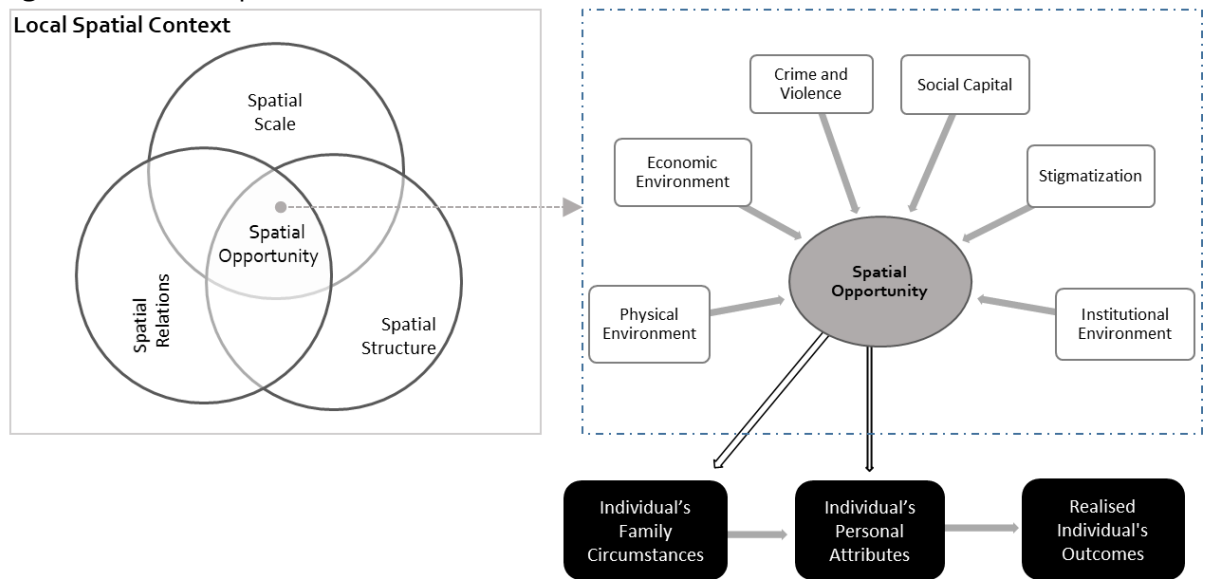 Local Spatial Context
Spatial
Scale
Spatial
Opportunity
Spatial
Relations
Spatial
Structure
Crime and
Violence
Social Capital
Economic
Environment
Stigmatization
Spatial
Opportunity
Physical
Environment
Institutional
Environment
Individual’s
Family
Circumstances
Individual’s
Personal
Attributes
Realised
Individual's
Outcomes